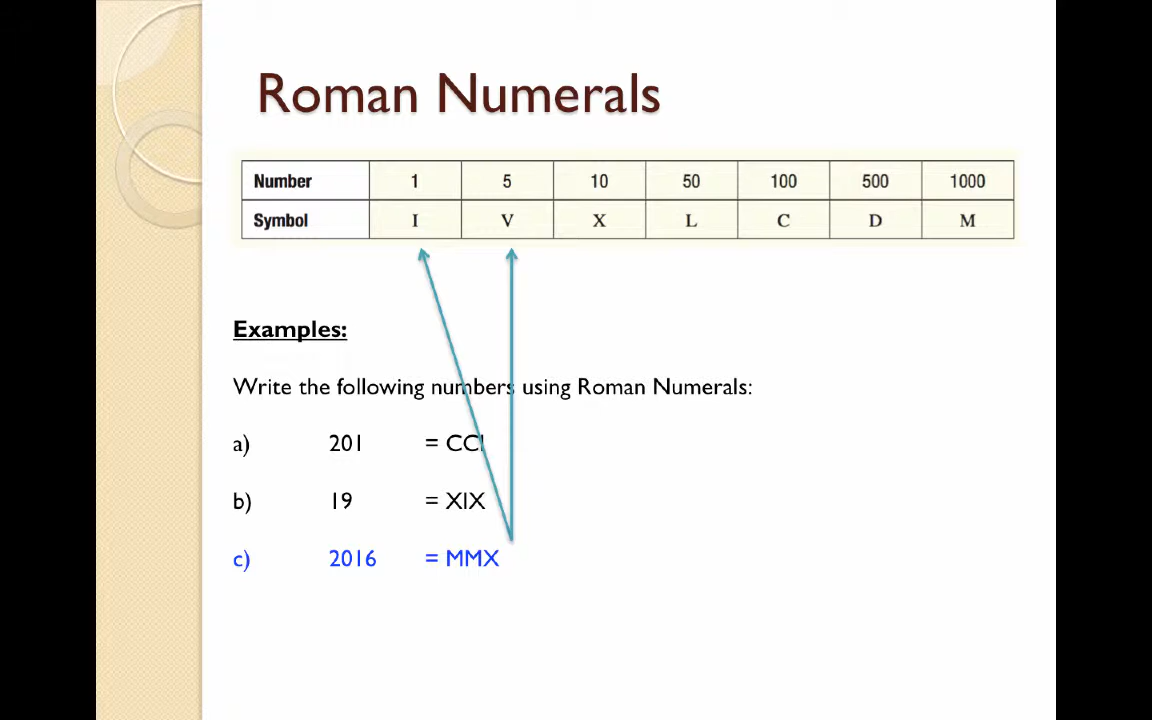 Roman Numerals
Number 1 5 10 50 100 500 1000
Symbol I V X L C D M
Examples:
Write the following numbers using Roman Numerals:
a) 201 = CCI
b) 19 = XIX
c) 2016 = MMX